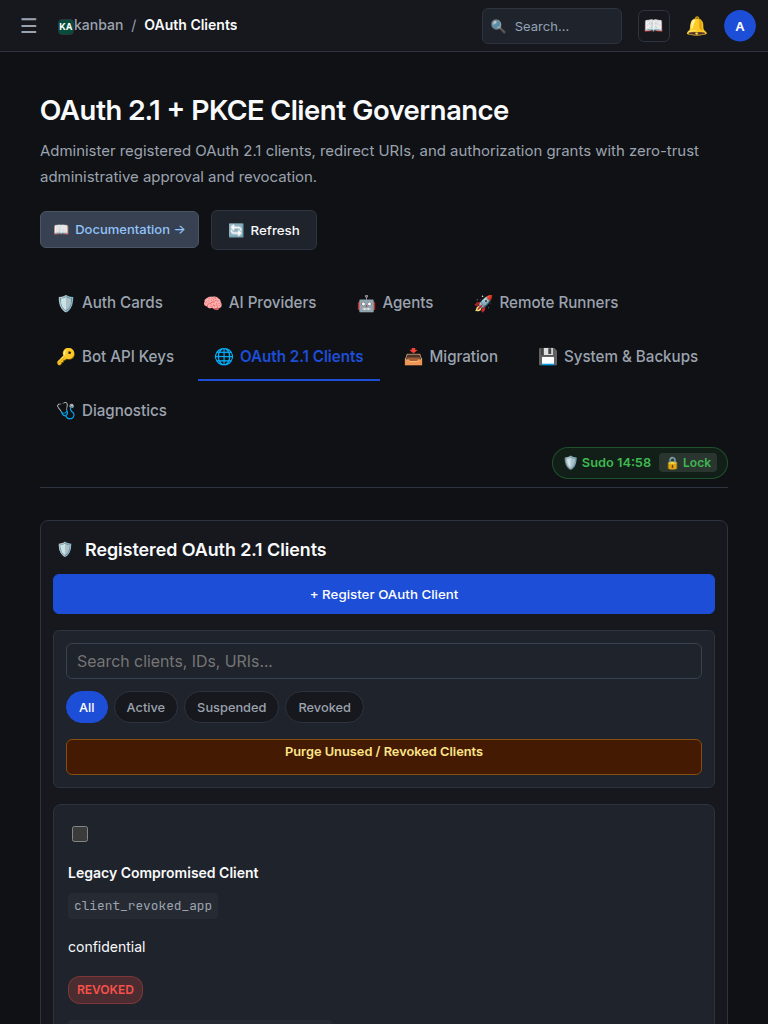 ☰ KA kanban / OAuth Clients 🔍 Search... 📖 🔔 A
OAuth 2.1 + PKCE Client Governance
Administer registered OAuth 2.1 clients, redirect URIs, and authorization grants with zero-trust
administrative approval and revocation.
📖 Documentation → 🔄 Refresh
🛡️ Auth Cards 🧠 AI Providers 🤖 Agents 🚀 Remote Runners
🔑 Bot API Keys 🌐 OAuth 2.1 Clients 📥 Migration 💾 System & Backups
🩺 Diagnostics
🛡️ Sudo 14:58 🔒 Lock
🛡️ Registered OAuth 2.1 Clients
+ Register OAuth Client
Search clients, IDs, URIs...
All Active Suspended Revoked
Purge Unused / Revoked Clients
Legacy Compromised Client
client_revoked_app
confidential
REVOKED